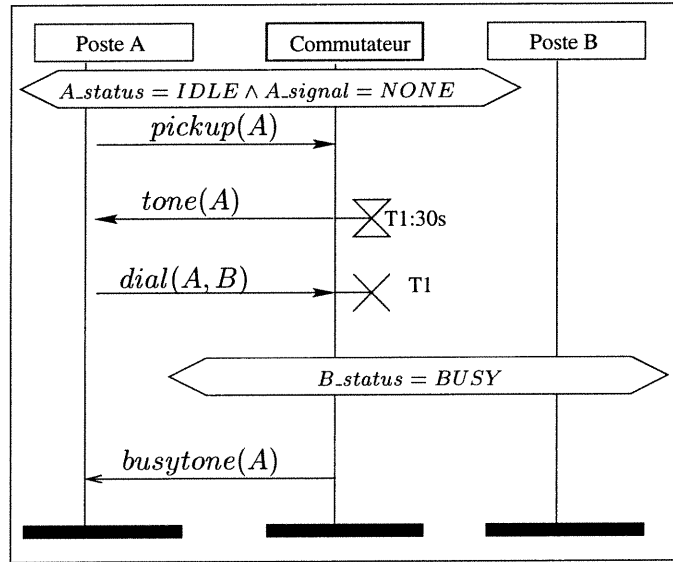 Poste A
Commutateur
Poste B
A_status = IDLE ∧ A_signal = NONE
pickup(A)
tone(A)
T1:30s
dial(A, B)
T1
B_status = BUSY
busytone(A)